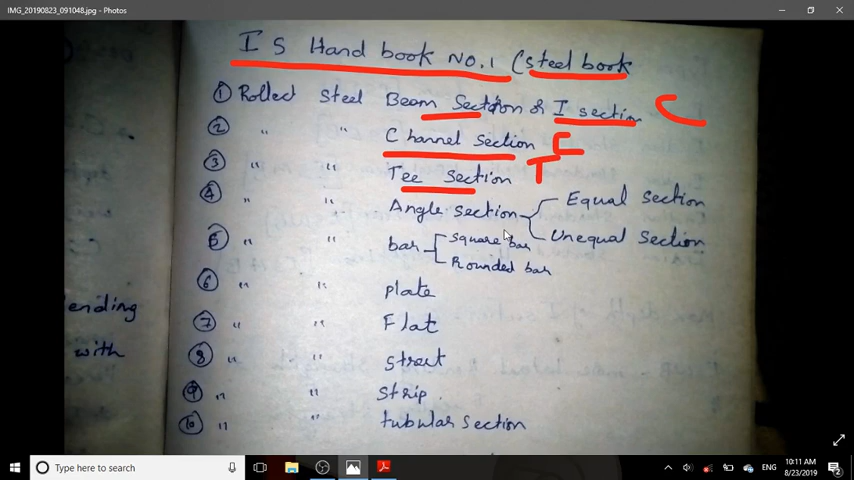 IMG_20190823_091048.jpg - Photos
I S Hand book No.1 (steel book
① Rolled Steel Beam Section or I section
② " " Channel Section
③ " " Tee Section T
④ " " Angle section Equal Section
Unequal Section
⑤ " " bar square bar
Rounded bar
⑥ " " plate
⑦ " " Flat
ending
with
⑧ " " street
⑨ " " strip.
⑩ " " tubular section
Type here to search
10:11 AM
ENG
8/23/2019
2